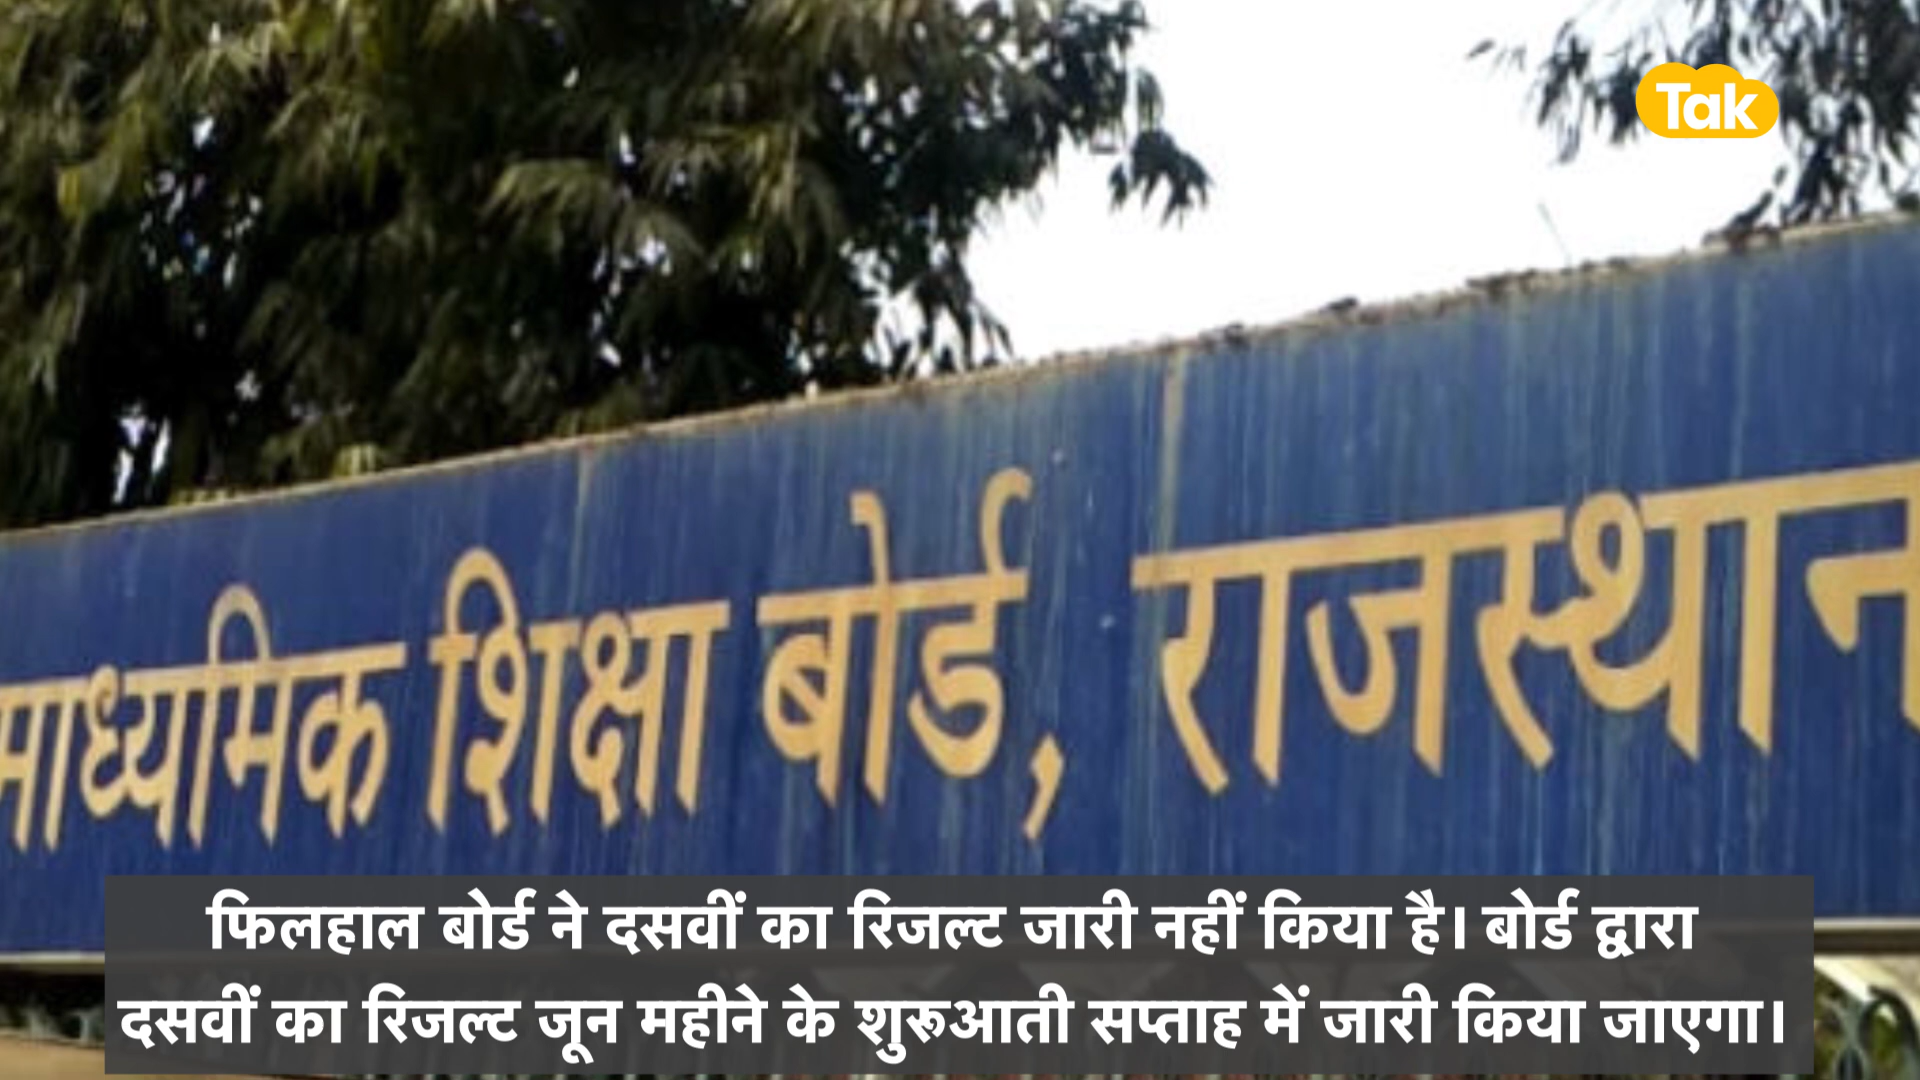 Tak
माध्यमिक शिक्षा बोर्ड, राजस्थान
फिलहाल बोर्ड ने दसवीं का रिजल्ट जारी नहीं किया है। बोर्ड द्वारा
दसवीं का रिजल्ट जून महीने के शुरूआती सप्ताह में जारी किया जाएगा।